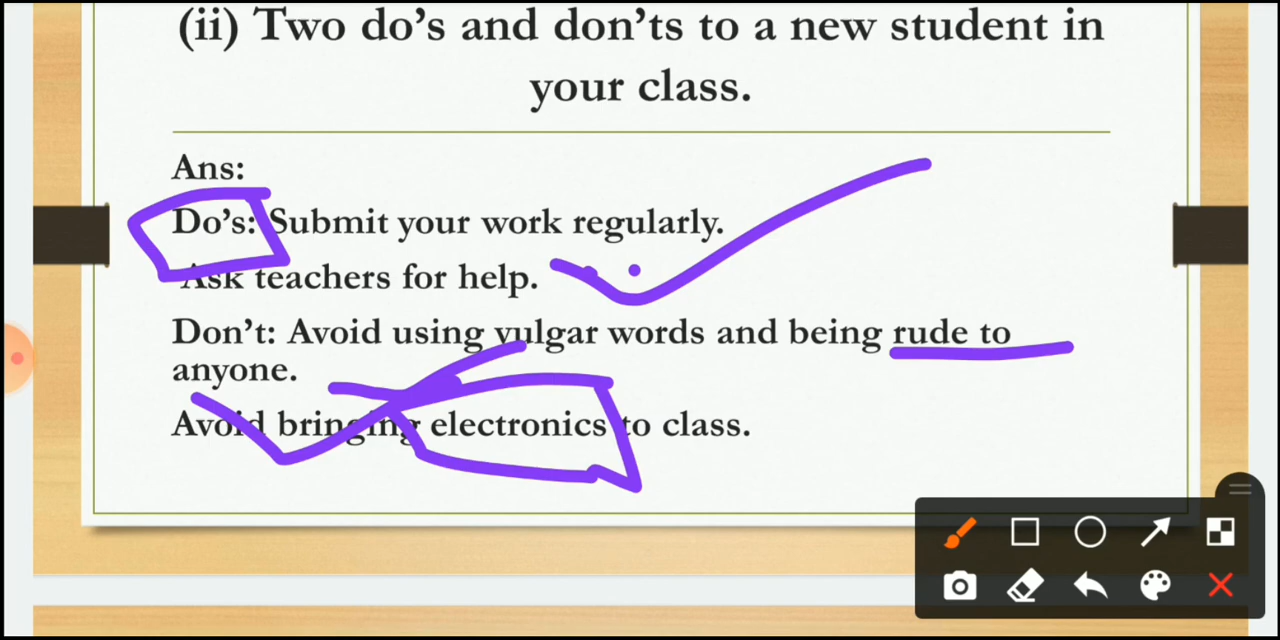 (ii) Two do’s and don’ts to a new student in
your class.
Ans:
Do’s: Submit your work regularly.
Ask teachers for help.
Don’t: Avoid using vulgar words and being rude to
anyone.
Avoid bringing electronics to class.